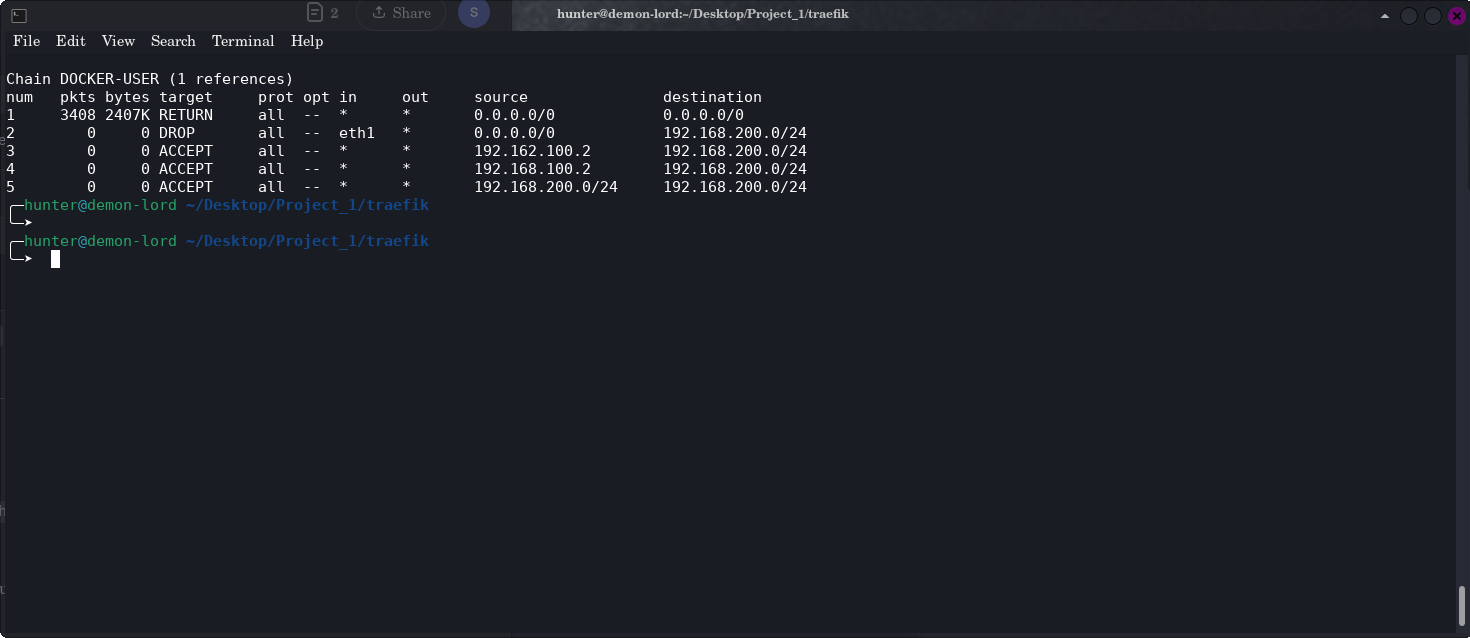 2 Share S hunter@demon-lord:~/Desktop/Project_1/traefik
File Edit View Search Terminal Help
Chain DOCKER-USER (1 references)
num   pkts bytes target     prot opt in     out     source               destination
1     3408 2407K RETURN     all  --  *      *       0.0.0.0/0            0.0.0.0/0
2        0     0 DROP       all  --  eth1   *       0.0.0.0/0            192.168.200.0/24
3        0     0 ACCEPT     all  --  *      *       192.162.100.2        192.168.200.0/24
4        0     0 ACCEPT     all  --  *      *       192.168.100.2        192.168.200.0/24
5        0     0 ACCEPT     all  --  *      *       192.168.200.0/24     192.168.200.0/24
hunter@demon-lord ~/Desktop/Project_1/traefik
hunter@demon-lord ~/Desktop/Project_1/traefik